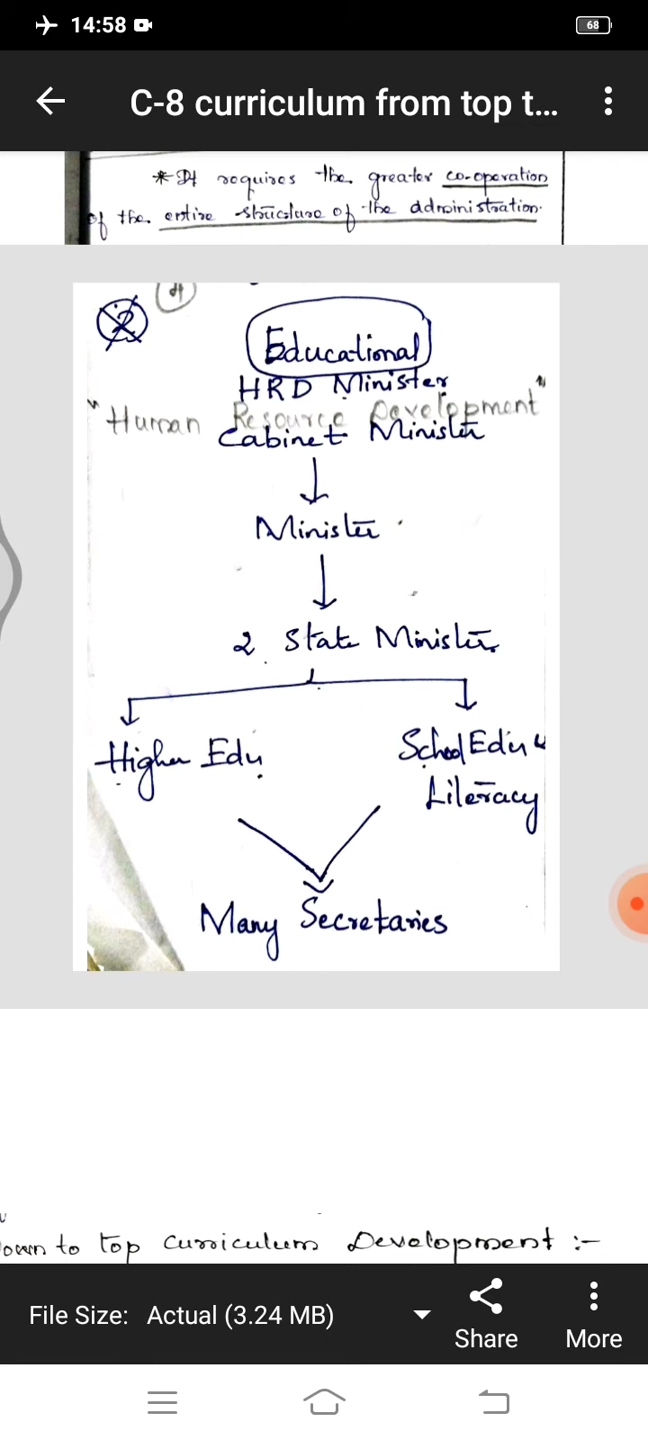 14:58
68
C-8 curriculum from top t...
* It requires the greater co-operation
of the entire structure of the administration.
2
4
Educational
HRD Minister
"Human Resource Development"
Cabinet Minister
Minister
2 State Minister
Higher Edu
School Edu &
Literacy
Many Secretaries
own to top curriculum Development :-
File Size: Actual (3.24 MB)
Share
More